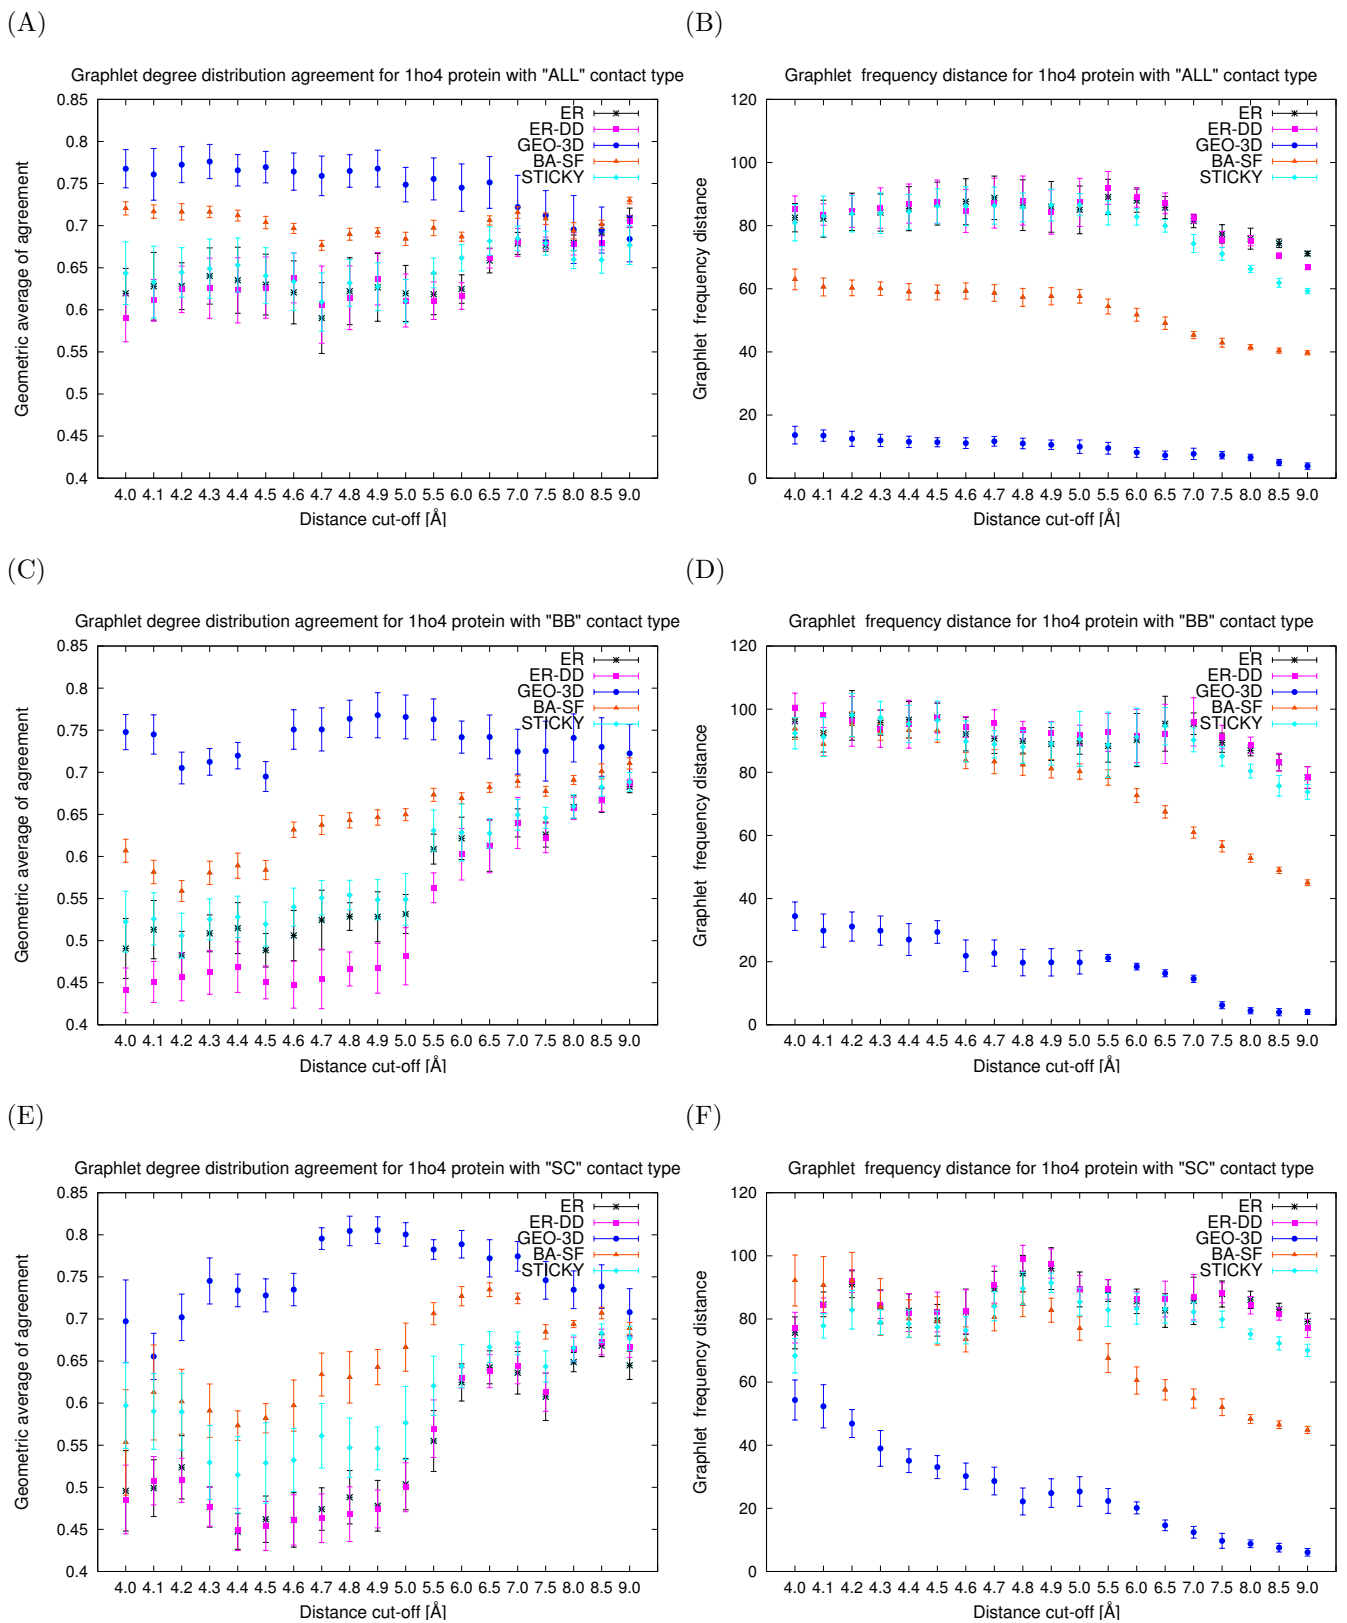 (A)
Graphlet degree distribution agreement for 1ho4 protein with "ALL" contact type
Geometric average of agreement
0.85
0.8
0.75
0.7
0.65
0.6
0.55
0.5
0.45
0.4
ER
ER-DD
GEO-3D
BA-SF
STICKY
4.0 4.1 4.2 4.3 4.4 4.5 4.6 4.7 4.8 4.9 5.0 5.5 6.0 6.5 7.0 7.5 8.0 8.5 9.0
Distance cut-off [Å]
(B)
Graphlet frequency distance for 1ho4 protein with "ALL" contact type
Graphlet frequency distance
120
100
80
60
40
20
0
ER
ER-DD
GEO-3D
BA-SF
STICKY
4.0 4.1 4.2 4.3 4.4 4.5 4.6 4.7 4.8 4.9 5.0 5.5 6.0 6.5 7.0 7.5 8.0 8.5 9.0
Distance cut-off [Å]
(C)
Graphlet degree distribution agreement for 1ho4 protein with "BB" contact type
Geometric average of agreement
0.85
0.8
0.75
0.7
0.65
0.6
0.55
0.5
0.45
0.4
ER
ER-DD
GEO-3D
BA-SF
STICKY
4.0 4.1 4.2 4.3 4.4 4.5 4.6 4.7 4.8 4.9 5.0 5.5 6.0 6.5 7.0 7.5 8.0 8.5 9.0
Distance cut-off [Å]
(D)
Graphlet frequency distance for 1ho4 protein with "BB" contact type
Graphlet frequency distance
120
100
80
60
40
20
0
ER
ER-DD
GEO-3D
BA-SF
STICKY
4.0 4.1 4.2 4.3 4.4 4.5 4.6 4.7 4.8 4.9 5.0 5.5 6.0 6.5 7.0 7.5 8.0 8.5 9.0
Distance cut-off [Å]
(E)
Graphlet degree distribution agreement for 1ho4 protein with "SC" contact type
Geometric average of agreement
0.85
0.8
0.75
0.7
0.65
0.6
0.55
0.5
0.45
0.4
ER
ER-DD
GEO-3D
BA-SF
STICKY
4.0 4.1 4.2 4.3 4.4 4.5 4.6 4.7 4.8 4.9 5.0 5.5 6.0 6.5 7.0 7.5 8.0 8.5 9.0
Distance cut-off [Å]
(F)
Graphlet frequency distance for 1ho4 protein with "SC" contact type
Graphlet frequency distance
120
100
80
60
40
20
0
ER
ER-DD
GEO-3D
BA-SF
STICKY
4.0 4.1 4.2 4.3 4.4 4.5 4.6 4.7 4.8 4.9 5.0 5.5 6.0 6.5 7.0 7.5 8.0 8.5 9.0
Distance cut-off [Å]